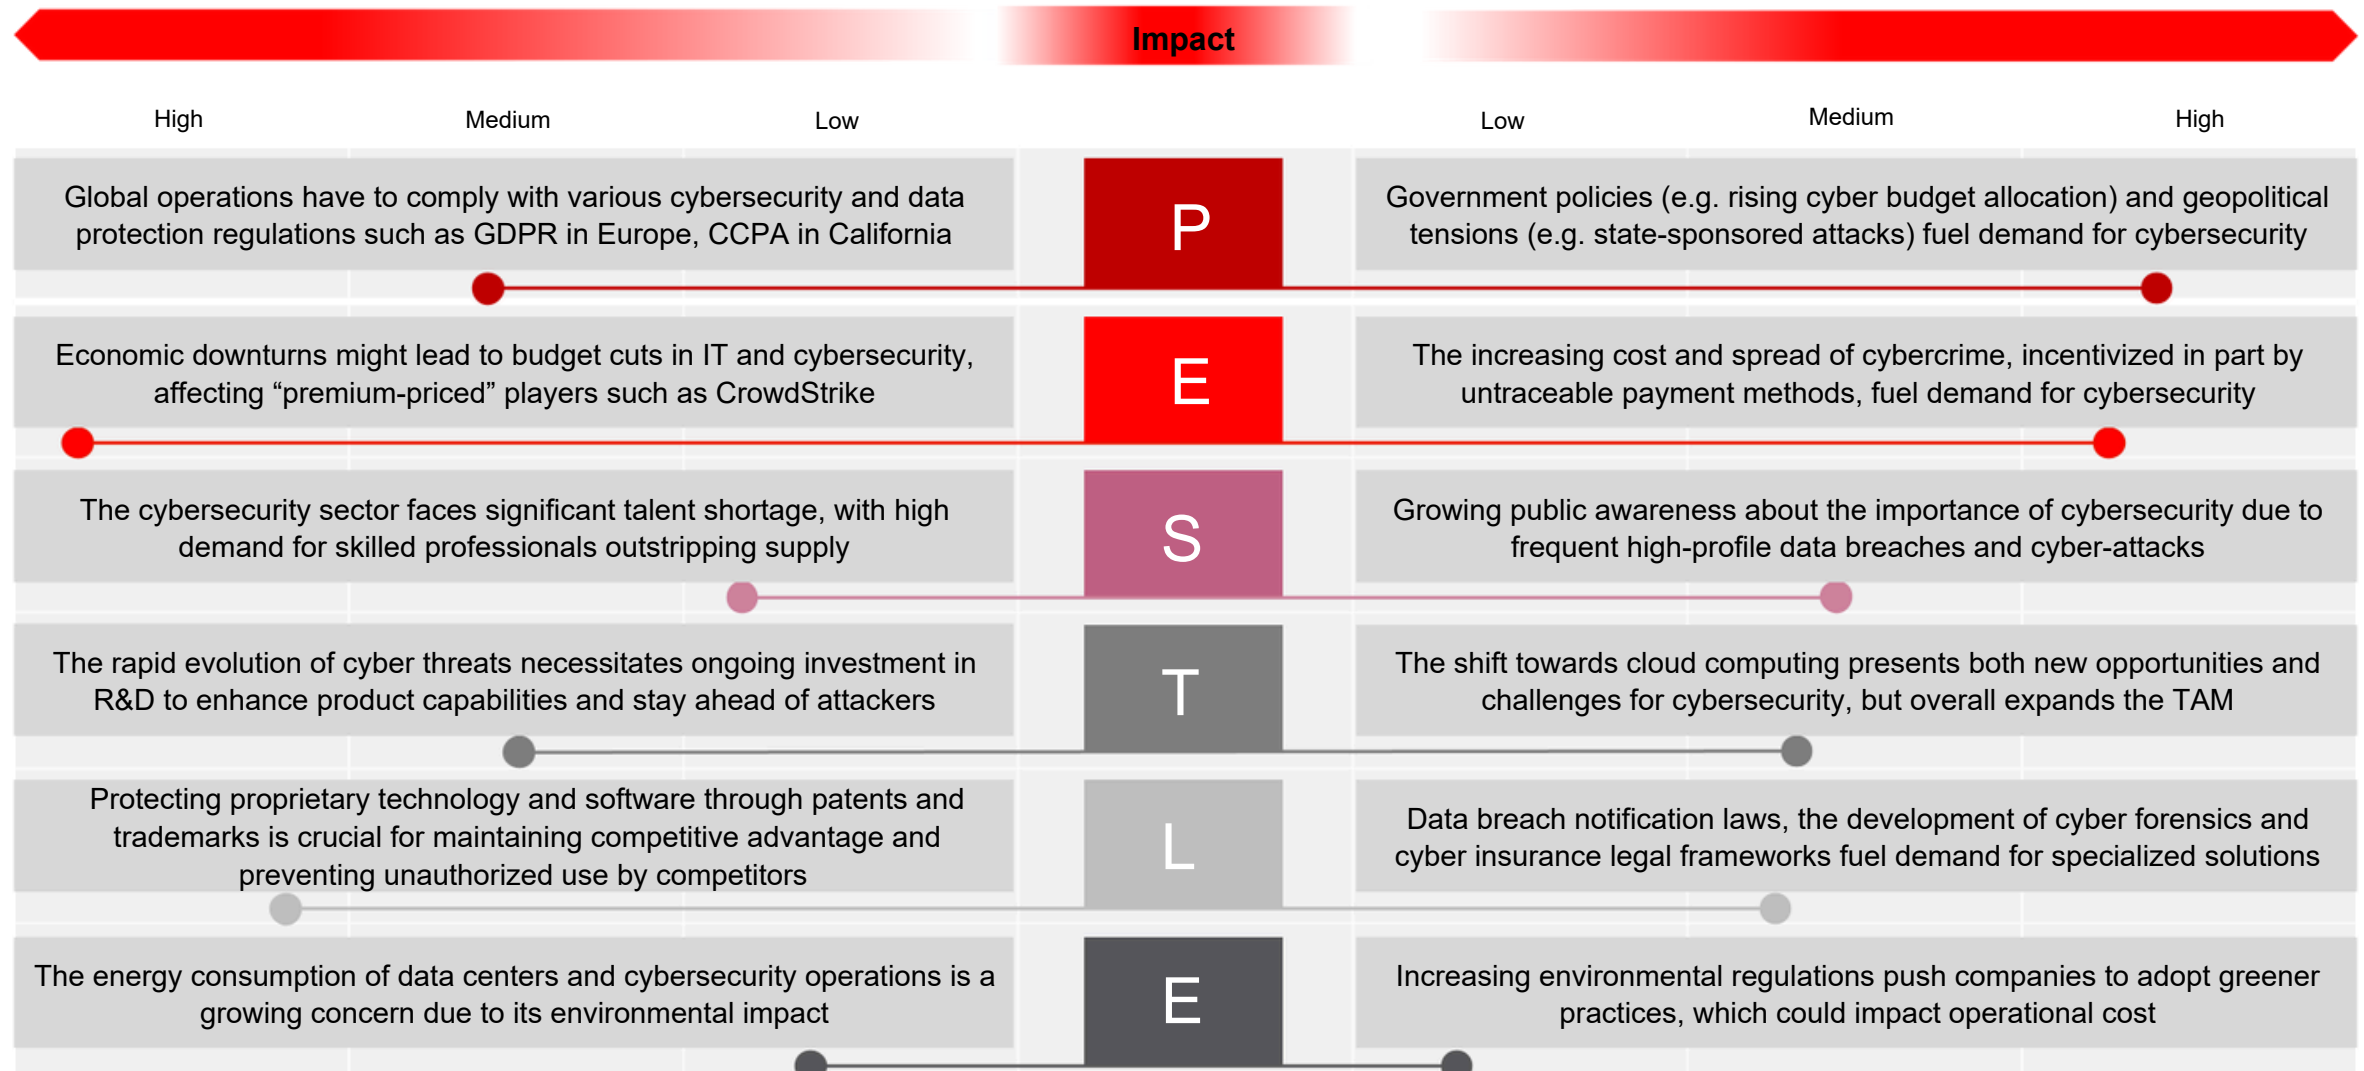 Impact
High
Medium
Low
Low
Medium
High
Global operations have to comply with various cybersecurity and data
protection regulations such as GDPR in Europe, CCPA in California
P
Government policies (e.g. rising cyber budget allocation) and geopolitical
tensions (e.g. state-sponsored attacks) fuel demand for cybersecurity
Economic downturns might lead to budget cuts in IT and cybersecurity,
affecting “premium-priced” players such as CrowdStrike
E
The increasing cost and spread of cybercrime, incentivized in part by
untraceable payment methods, fuel demand for cybersecurity
The cybersecurity sector faces significant talent shortage, with high
demand for skilled professionals outstripping supply
S
Growing public awareness about the importance of cybersecurity due to
frequent high-profile data breaches and cyber-attacks
The rapid evolution of cyber threats necessitates ongoing investment in
R&D to enhance product capabilities and stay ahead of attackers
T
The shift towards cloud computing presents both new opportunities and
challenges for cybersecurity, but overall expands the TAM
Protecting proprietary technology and software through patents and
trademarks is crucial for maintaining competitive advantage and
preventing unauthorized use by competitors
L
Data breach notification laws, the development of cyber forensics and
cyber insurance legal frameworks fuel demand for specialized solutions
The energy consumption of data centers and cybersecurity operations is a
growing concern due to its environmental impact
E
Increasing environmental regulations push companies to adopt greener
practices, which could impact operational cost